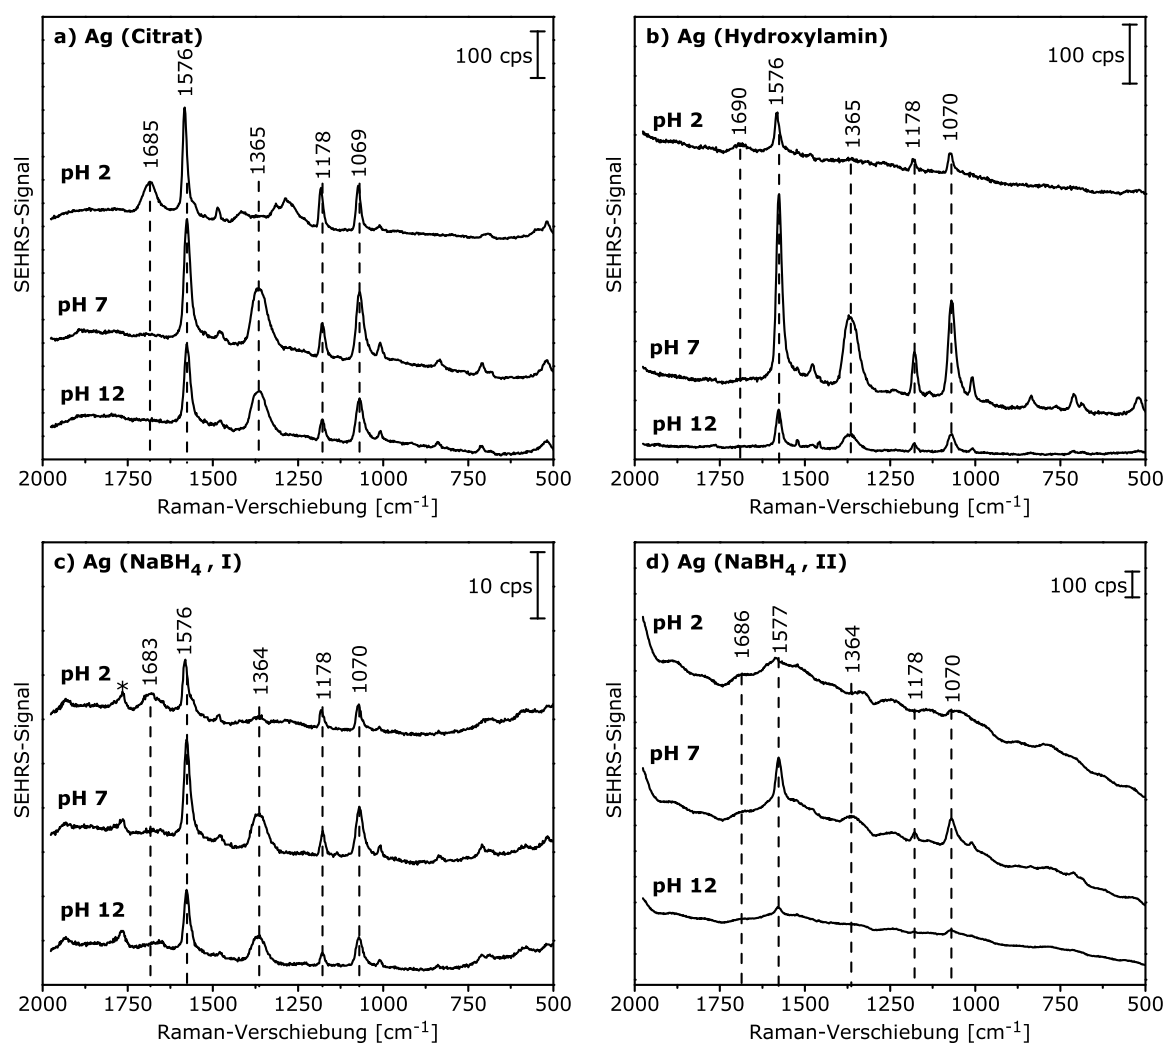 a) Ag (Citrat)
100 cps
1685
1576
1365
1178
1069
pH 2
pH 7
pH 12
SEHRS-Signal
2000 1750 1500 1250 1000 750 500
Raman-Verschiebung [cm⁻¹]
b) Ag (Hydroxylamin)
100 cps
1690
1576
1365
1178
1070
pH 2
pH 7
pH 12
SEHRS-Signal
2000 1750 1500 1250 1000 750 500
Raman-Verschiebung [cm⁻¹]
c) Ag (NaBH₄ , I)
10 cps
*
1683
1576
1364
1178
1070
pH 2
pH 7
pH 12
SEHRS-Signal
2000 1750 1500 1250 1000 750 500
Raman-Verschiebung [cm⁻¹]
d) Ag (NaBH₄ , II)
100 cps
1686
1577
1364
1178
1070
pH 2
pH 7
pH 12
SEHRS-Signal
2000 1750 1500 1250 1000 750 500
Raman-Verschiebung [cm⁻¹]